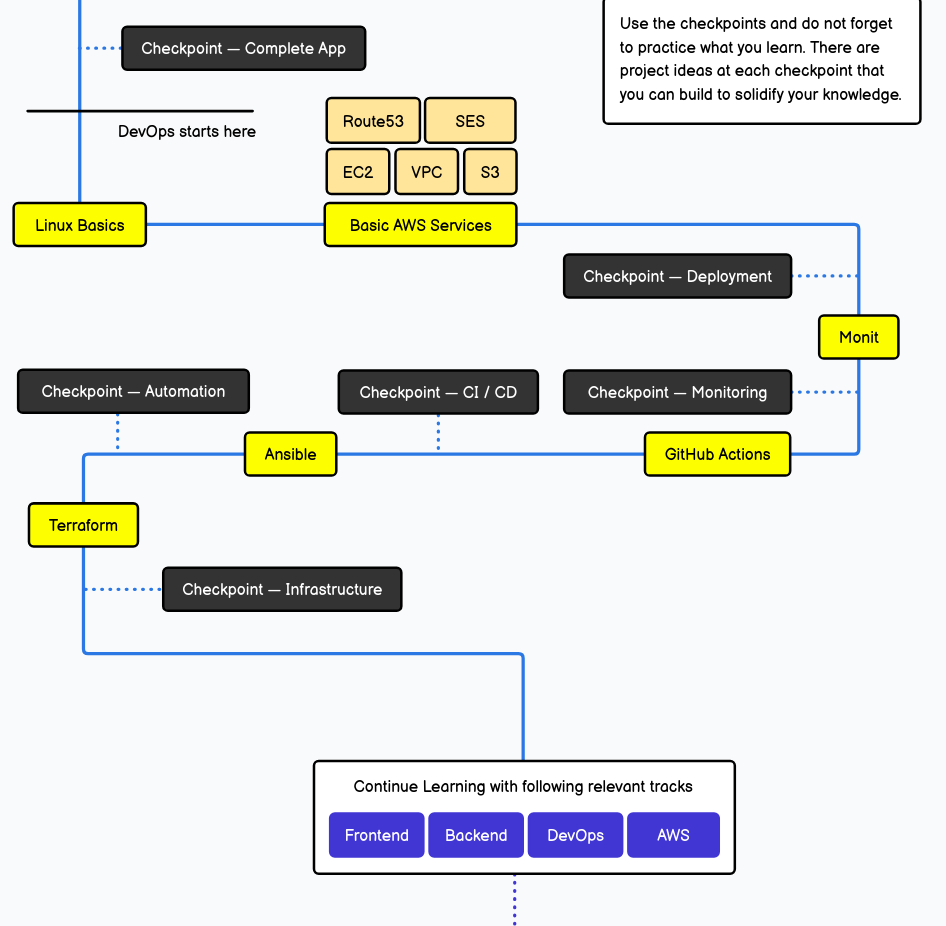 Use the checkpoints and do not forget
to practice what you learn. There are
project ideas at each checkpoint that
you can build to solidify your knowledge.
Checkpoint — Complete App
DevOps starts here
Route53
SES
EC2
VPC
S3
Linux Basics
Basic AWS Services
Checkpoint — Deployment
Monit
Checkpoint — Automation
Checkpoint — CI / CD
Checkpoint — Monitoring
Ansible
GitHub Actions
Terraform
Checkpoint — Infrastructure
Continue Learning with following relevant tracks
Frontend
Backend
DevOps
AWS